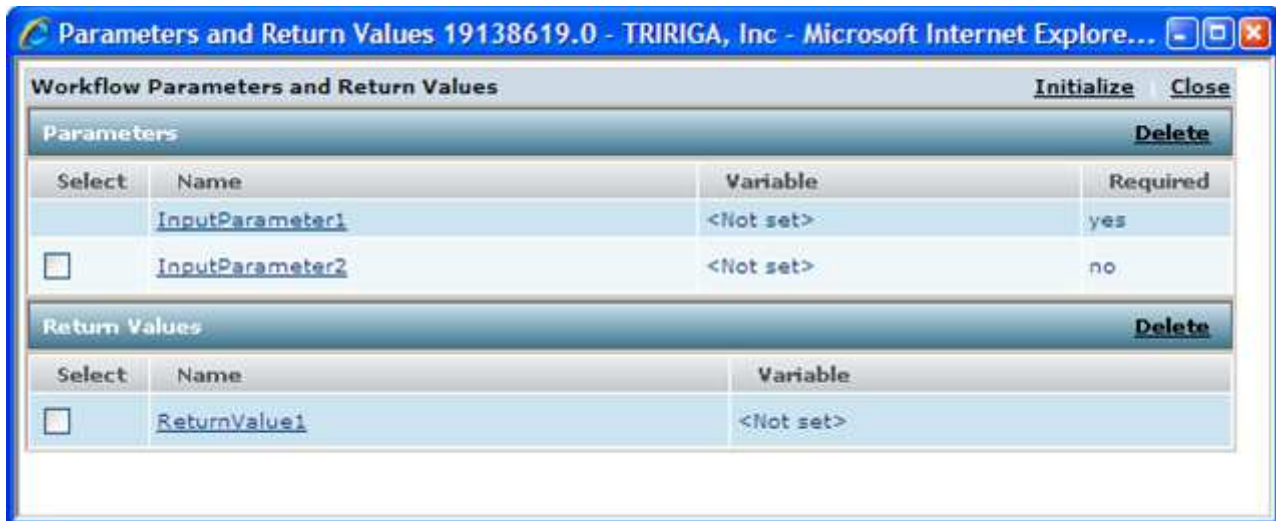 Parameters and Return Values 19138619.0 - TRIRIGA, Inc - Microsoft Internet Explore...
Workflow Parameters and Return Values Initialize Close
Parameters Delete
Select Name Variable Required
InputParameter1 <Not set> yes
InputParameter2 <Not set> no
Return Values Delete
Select Name Variable
ReturnValue1 <Not set>